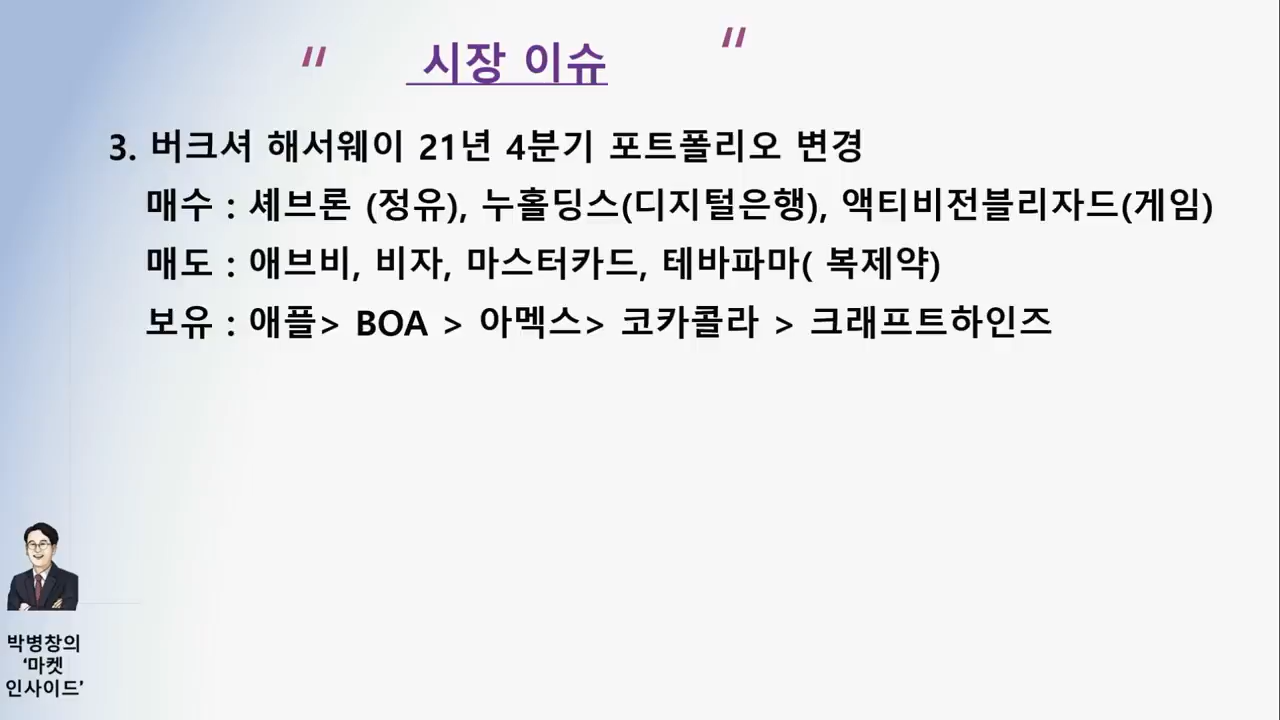 " 시장 이슈 "
3. 버크셔 해서웨이 21년 4분기 포트폴리오 변경
매수 : 셰브론 (정유), 누홀딩스(디지털은행), 액티비전블리자드(게임)
매도 : 애브비, 비자, 마스터카드, 테바파마( 복제약)
보유 : 애플> BOA > 아멕스> 코카콜라 > 크래프트하인즈
박병창의
‘마켓
인사이드’